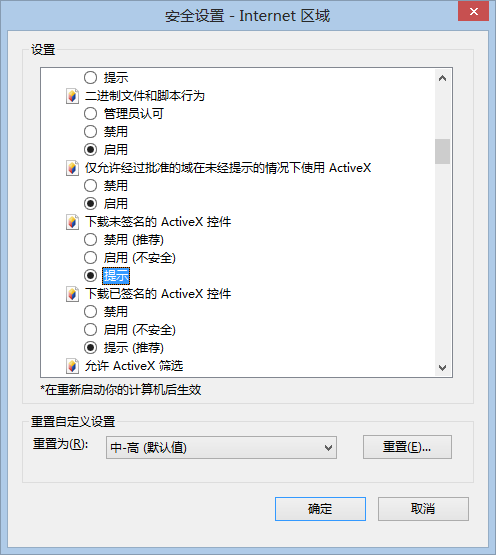 安全设置 - Internet 区域
设置
提示
二进制文件和脚本行为
管理员认可
禁用
启用
仅允许经过批准的域在未经提示的情况下使用 ActiveX
禁用
启用
下载未签名的 ActiveX 控件
禁用 (推荐)
启用 (不安全)
提示
下载已签名的 ActiveX 控件
禁用
启用 (不安全)
提示 (推荐)
允许 ActiveX 筛选
*在重新启动你的计算机后生效
重置自定义设置
重置为(R): 中-高 (默认值) 重置(E)...
确定 取消